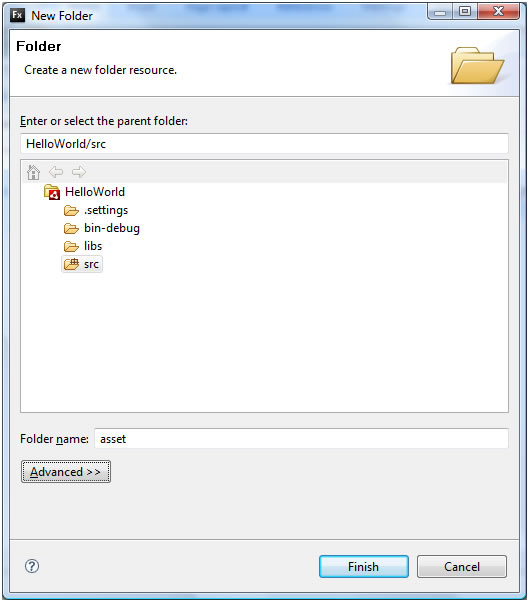 Fx New Folder
Folder
Create a new folder resource.
Enter or select the parent folder:
HelloWorld/src
HelloWorld
.settings
bin-debug
libs
src
Folder name: asset
Advanced >>
? Finish Cancel